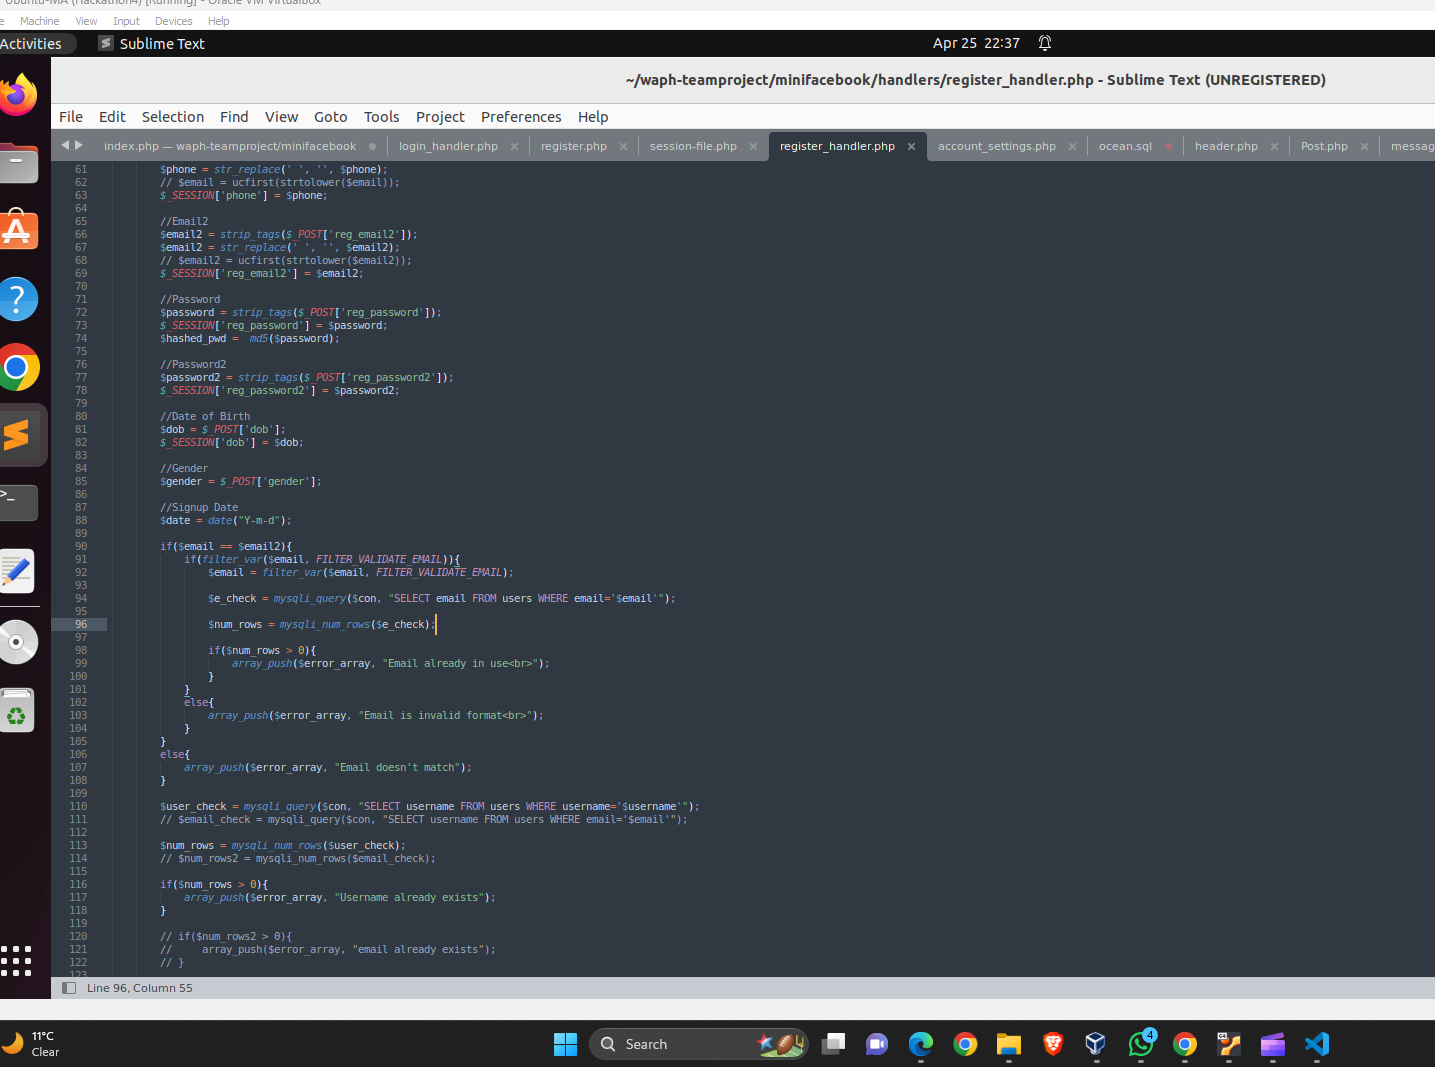 Ubuntu-MA (Hackathon4) [Running] - Oracle VM VirtualBox
Machine View Input Devices Help
Activities Sublime Text Apr 25 22:37
~/waph-teamproject/minifacebook/handlers/register_handler.php - Sublime Text (UNREGISTERED)
File Edit Selection Find View Goto Tools Project Preferences Help
index.php — waph-teamproject/minifacebook login_handler.php register.php session-file.php register_handler.php account_settings.php ocean.sql header.php Post.php messag
61 $phone = str_replace(' ', '', $phone);
62 // $email = ucfirst(strtolower($email));
63 $_SESSION['phone'] = $phone;
64
65 //Email2
66 $email2 = strip_tags($_POST['reg_email2']);
67 $email2 = str_replace(' ', '', $email2);
68 // $email2 = ucfirst(strtolower($email2));
69 $_SESSION['reg_email2'] = $email2;
70
71 //Password
72 $password = strip_tags($_POST['reg_password']);
73 $_SESSION['reg_password'] = $password;
74 $hashed_pwd =  md5($password);
75
76 //Password2
77 $password2 = strip_tags($_POST['reg_password2']);
78 $_SESSION['reg_password2'] = $password2;
79
80 //Date of Birth
81 $dob = $_POST['dob'];
82 $_SESSION['dob'] = $dob;
83
84 //Gender
85 $gender = $_POST['gender'];
86
87 //Signup Date
88 $date = date("Y-m-d");
89
90 if($email == $email2){
91 if(filter_var($email, FILTER_VALIDATE_EMAIL)){
92 $email = filter_var($email, FILTER_VALIDATE_EMAIL);
93
94 $e_check = mysqli_query($con, "SELECT email FROM users WHERE email='$email'");
95
96 $num_rows = mysqli_num_rows($e_check);
97
98 if($num_rows > 0){
99 array_push($error_array, "Email already in use<br>");
100 }
101 }
102 else{
103 array_push($error_array, "Email is invalid format<br>");
104 }
105 }
106 else{
107 array_push($error_array, "Email doesn't match");
108 }
109
110 $user_check = mysqli_query($con, "SELECT username FROM users WHERE username='$username'");
111 // $email_check = mysqli_query($con, "SELECT username FROM users WHERE email='$email'");
112
113 $num_rows = mysqli_num_rows($user_check);
114 // $num_rows2 = mysqli_num_rows($email_check);
115
116 if($num_rows > 0){
117 array_push($error_array, "Username already exists");
118 }
119
120 // if($num_rows2 > 0){
121 //     array_push($error_array, "email already exists");
122 // }
123
Line 96, Column 55
11°C
Clear
Search
4